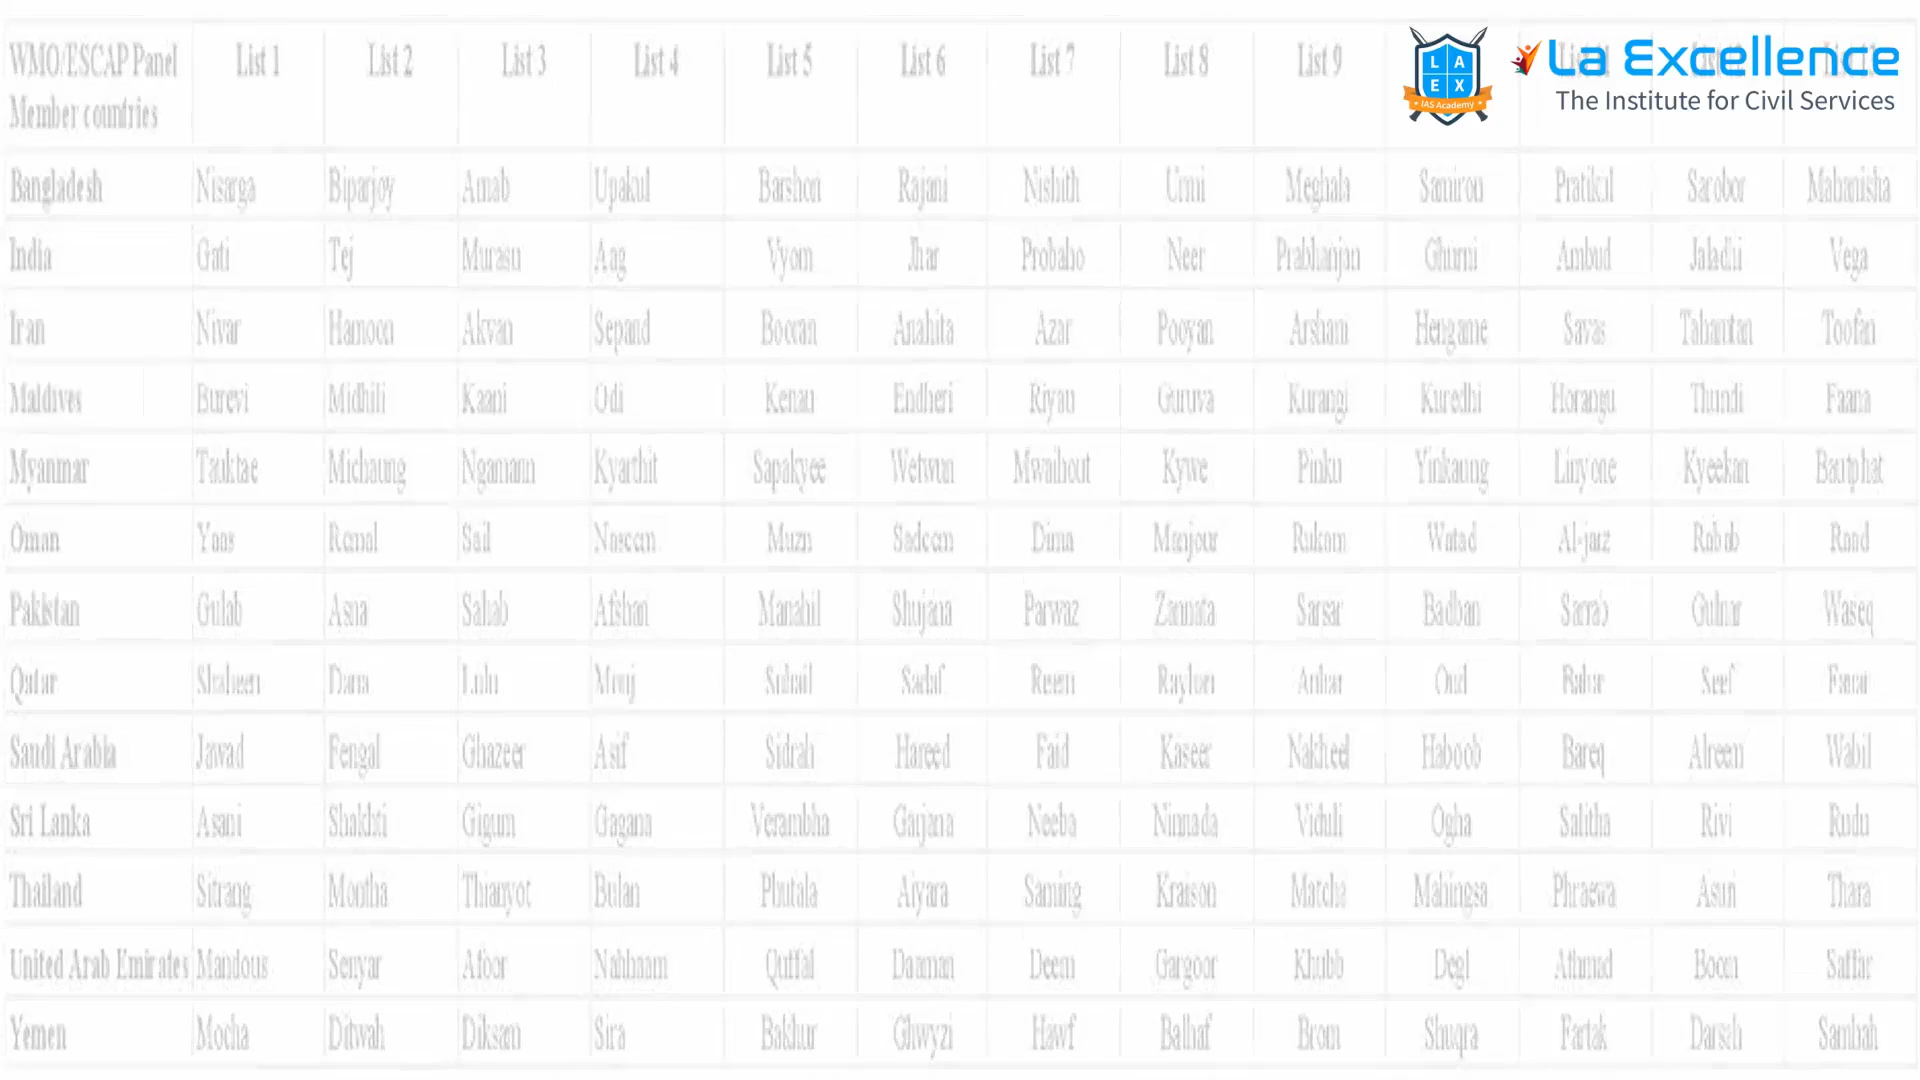 WMO/ESCAP Panel Member countries List 1 List 2 List 3 List 4 List 5 List 6 List 7 List 8 List 9
L A E X
IAS Academy
La Excellence
The Institute for Civil Services
Bangladesh Nisarga Biparjoy Arnab Upakul Barshon Rajani Nishith Urmi Meghala Samiron Pratikul Sarobor Mahanisha
India Gati Tej Murasu Aag Vyom Jhar Probaho Neer Prabhanjan Ghurni Ambud Jaladhi Vega
Iran Nivar Hamoon Akvan Sepand Booran Anahita Azar Pooyan Arsham Hengame Savas Tahamtan Toofan
Maldives Burevi Midhili Kaani Odi Kenau Endheri Riyau Guruva Kurangi Kuredhi Horangu Thundi Faana
Myanmar Tauktae Michaung Ngamann Kyarthit Sapakyee Wetwun Mwaihout Kywe Pinku Yinkaung Linyone Kyeekan Bautphat
Oman Yaas Remal Sail Naseem Muzn Sadeem Dima Manjour Rukam Watad Al-jarz Rabab Raad
Pakistan Gulab Asna Sahab Afshan Manahil Shujana Parwaz Zannata Sarsar Badban Sarrab Gulnar Waseq
Qatar Shaheen Dana Lulu Mouj Suhail Sadaf Reem Rayhan Anbar Oud Bahar Seef Fanar
Saudi Arabia Jawad Fengal Ghazeer Asif Sidrah Hareed Faid Kaseer Nakheel Haboob Bareq Alreem Wabil
Sri Lanka Asani Shakhti Gigum Gagana Verambha Garjana Neeba Ninnada Viduli Ogha Salitha Rivi Rudu
Thailand Sitrang Montha Thianyot Bulan Phutala Aiyara Saming Kraison Matcha Mahingsa Phraewa Asuri Thara
United Arab Emirates Mandous Senyar Afoor Nahhaam Quffal Daaman Deem Gargoor Khubb Degl Athmad Boom Saffar
Yemen Mocha Ditwah Diksam Sira Bakhur Ghwyzi Hawf Balhaf Brom Shuqra Fartak Darsah Sambah